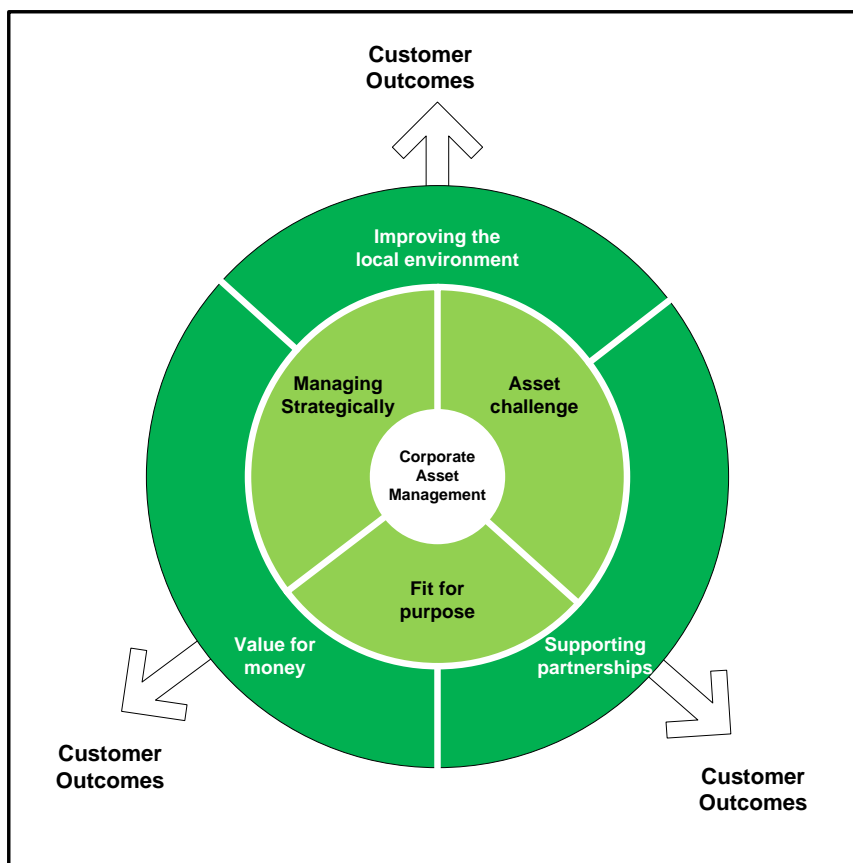 Customer
Outcomes
Improving the
local environment
Managing
Strategically
Asset
challenge
Corporate
Asset
Management
Fit for
purpose
Value for
money
Supporting
partnerships
Customer
Outcomes
Customer
Outcomes